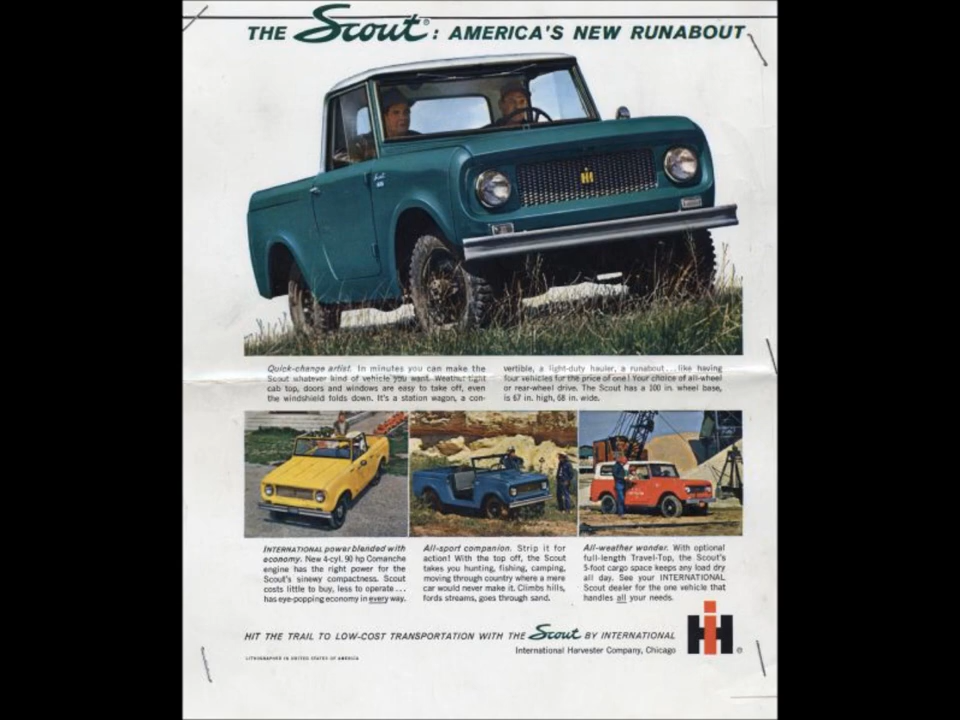 THE Scout®: AMERICA'S NEW RUNABOUT
IH
Scout
Quick-change artist. In minutes you can make the
Scout whatever kind of vehicle you want. Weather-tight
cab top, doors and windows are easy to take off, even
the windshield folds down. It's a station wagon, a con-
vertible, a light-duty hauler, a runabout...like having
four vehicles for the price of one! Your choice of all-wheel
or rear-wheel drive. The Scout has a 100 in. wheel base,
is 67 in. high, 68 in. wide.
INTERNATIONAL power blended with
economy. New 4-cyl. 90 hp Comanche
engine has the right power for the
Scout's sinewy compactness. Scout
costs little to buy, less to operate...
has eye-popping economy in every way.
All-sport companion. Strip it for
action! With the top off, the Scout
takes you hunting, fishing, camping,
moving through country where a mere
car would never make it. Climbs hills,
fords streams, goes through sand.
All-weather wonder. With optional
full-length Travel-Top, the Scout's
5-foot cargo space keeps any load dry
all day. See your INTERNATIONAL
Scout dealer for the one vehicle that
handles all your needs.
HIT THE TRAIL TO LOW-COST TRANSPORTATION WITH THE Scout BY INTERNATIONAL
International Harvester Company, Chicago
IH®
LITHOGRAPHED IN UNITED STATES OF AMERICA